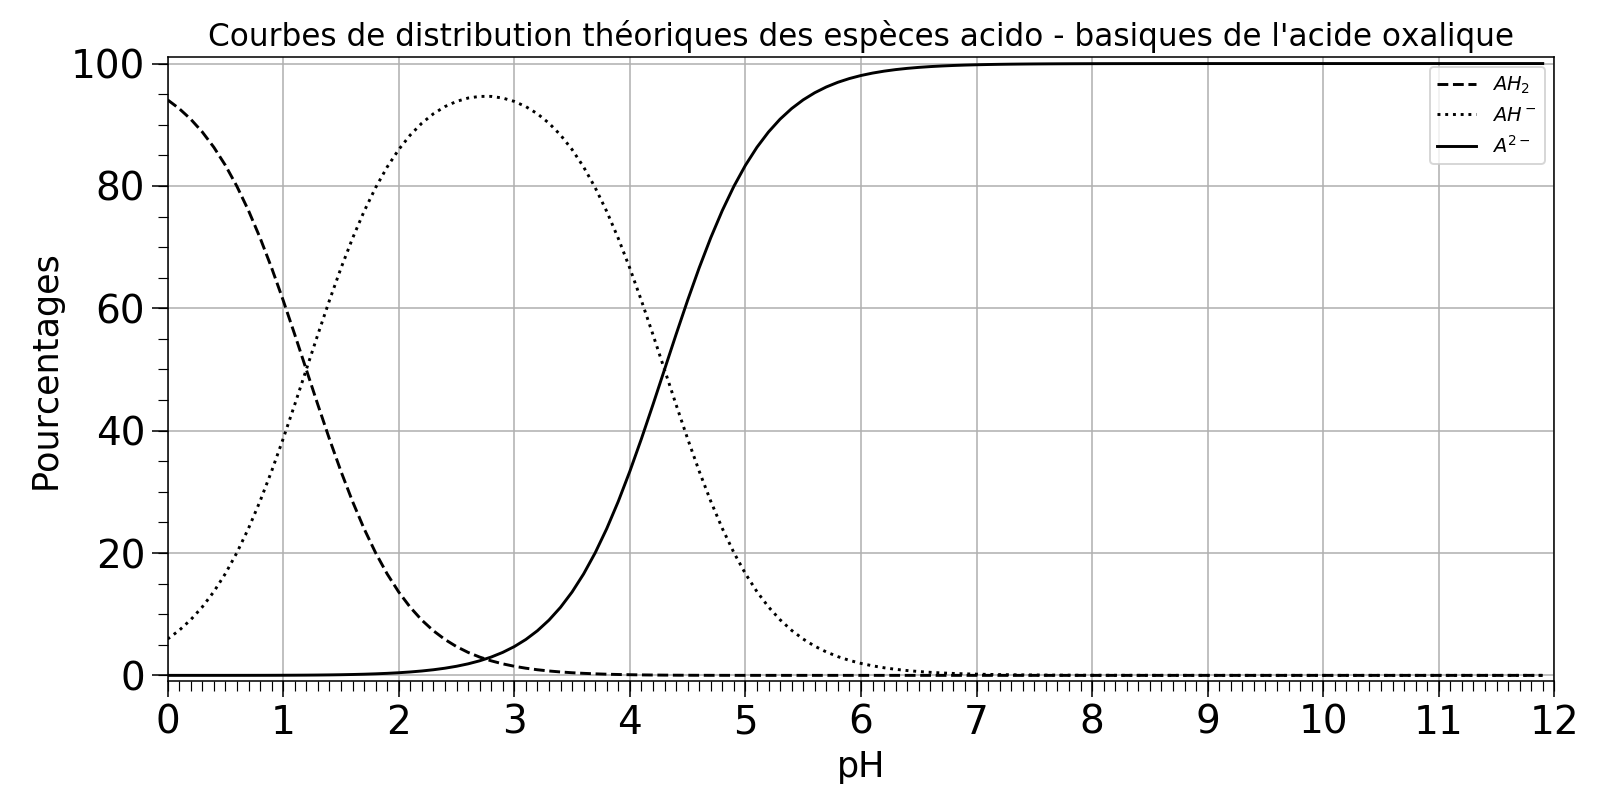 Courbes de distribution théoriques des espèces acido - basiques de l'acide oxalique
100
80
60
40
20
0
Pourcentages
AH₂
AH⁻
A²⁻
0 1 2 3 4 5 6 7 8 9 10 11 12
pH